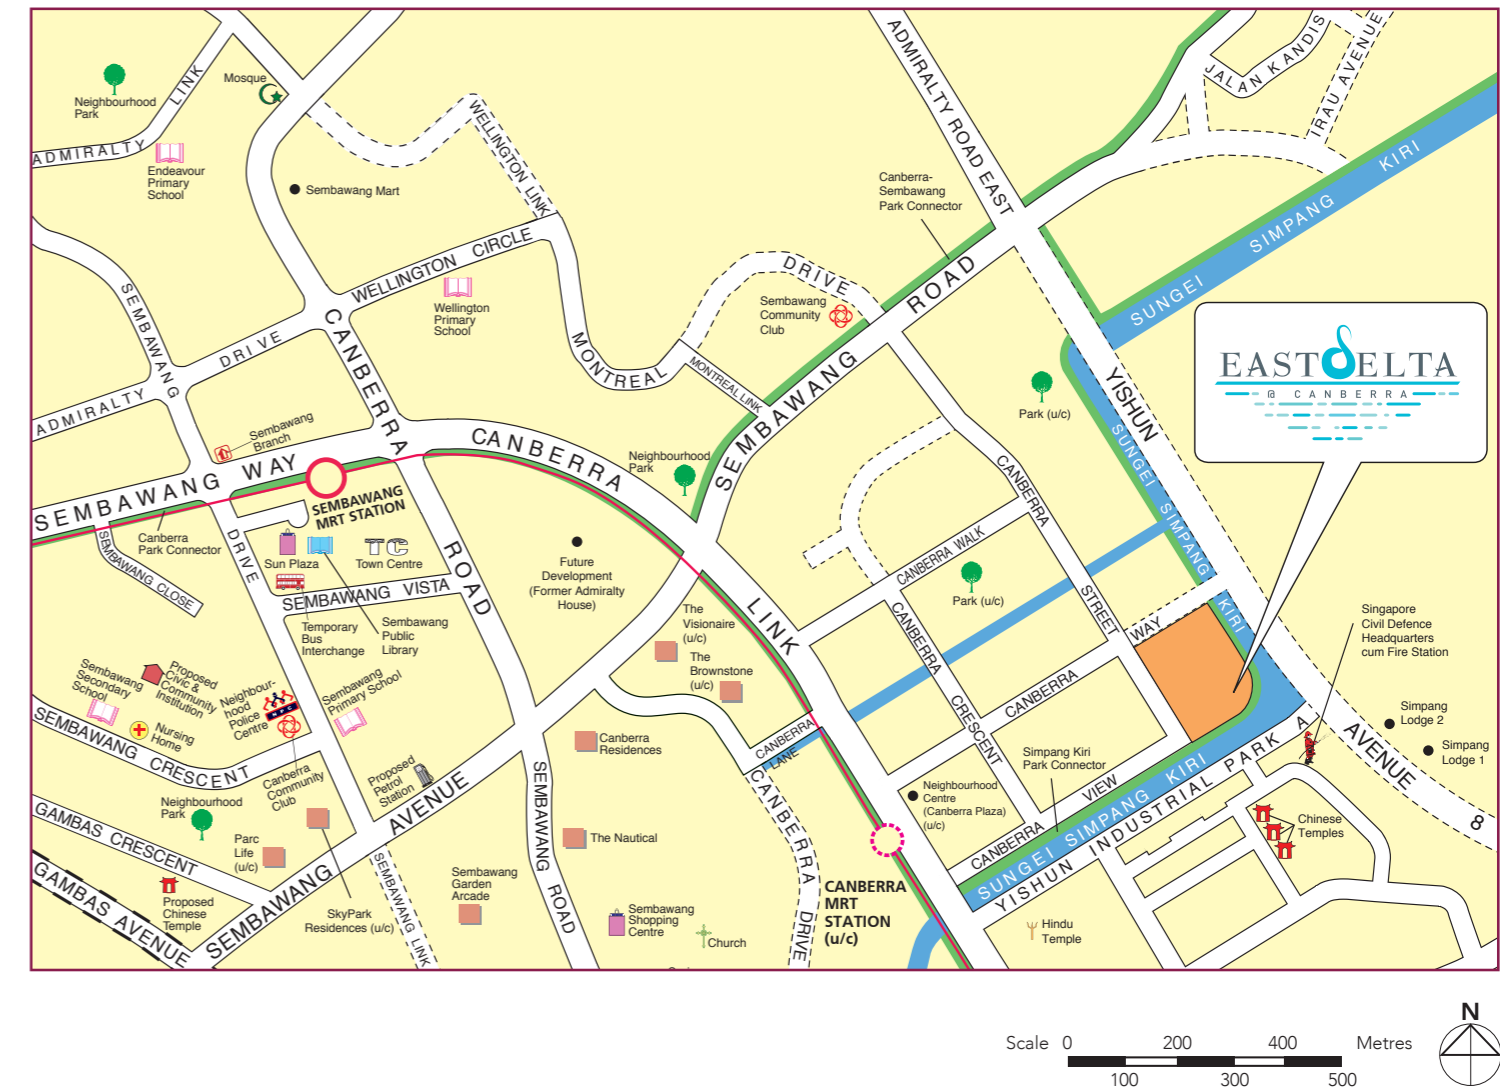 ADMIRALTY ROAD EAST
JALAN KANDIS
IRAU AVENUE
Neighbourhood
Park
LINK
ADMIRALTY
Mosque
Endeavour
Primary
School
Sembawang Mart
WELLINGTON LINK
Canberra-
Sembawang
Park Connector
SUNGEI SIMPANG KIRI
WELLINGTON CIRCLE
Wellington
Primary
School
SEMBAWANG
DRIVE
ADMIRALTY
DRIVE
Sembawang
Community
Club
SEMBAWANG ROAD
MONTREAL
MONTREAL LINK
CANBERRA
Park (u/c)
YISHUN
EASTDELTA
@ CANBERRA
Sembawang
Branch
SEMBAWANG WAY
CANBERRA
LINK
Neighbourhood
Park
SEMBAWANG
MRT STATION
Canberra
Park Connector
SEMBAWANG CLOSE
DRIVE
Sun Plaza
TC
Town Centre
ROAD
SEMBAWANG VISTA
Temporary
Bus
Interchange
Sembawang
Public
Library
Future
Development
(Former Admiralty
House)
The
Visionaire
(u/c)
The
Brownstone
(u/c)
CANBERRA
STREET
CANBERRA WALK
Park (u/c)
SUNGEI SIMPANG
KIRI
WAY
CANBERRA
CANBERRA
CRESCENT
Singapore
Civil Defence
Headquarters
cum Fire Station
Simpang
Lodge 2
Simpang
Lodge 1
AVENUE
8
Sembawang
Secondary
School
Proposed
Civic &
Community
Institution
Nursing
Home
Neighbour-
hood
Police
Centre
NPC
Sembawang
Primary School
SEMBAWANG CRESCENT
Canberra
Community
Club
Proposed
Petrol
Station
Canberra
Residences
CANBERRA
LANE
CANBERRA
DRIVE
Simpang Kiri
Park Connector
Neighbourhood
Centre
(Canberra Plaza)
(u/c)
CANBERRA
VIEW
SUNGEI SIMPANG KIRI
YISHUN INDUSTRIAL PARK A
Chinese
Temples
GAMBAS CRESCENT
Neighbourhood
Park
Parc
Life
(u/c)
GAMBAS AVENUE
Proposed
Chinese
Temple
SEMBAWANG
AVENUE
SkyPark
Residences (u/c)
SEMBAWANG LINK
Sembawang
Garden
Arcade
The Nautical
SEMBAWANG
ROAD
Sembawang
Shopping
Centre
Church
CANBERRA
MRT
STATION
(u/c)
Hindu
Temple
N
Scale 0 200 400 Metres
100 300 500